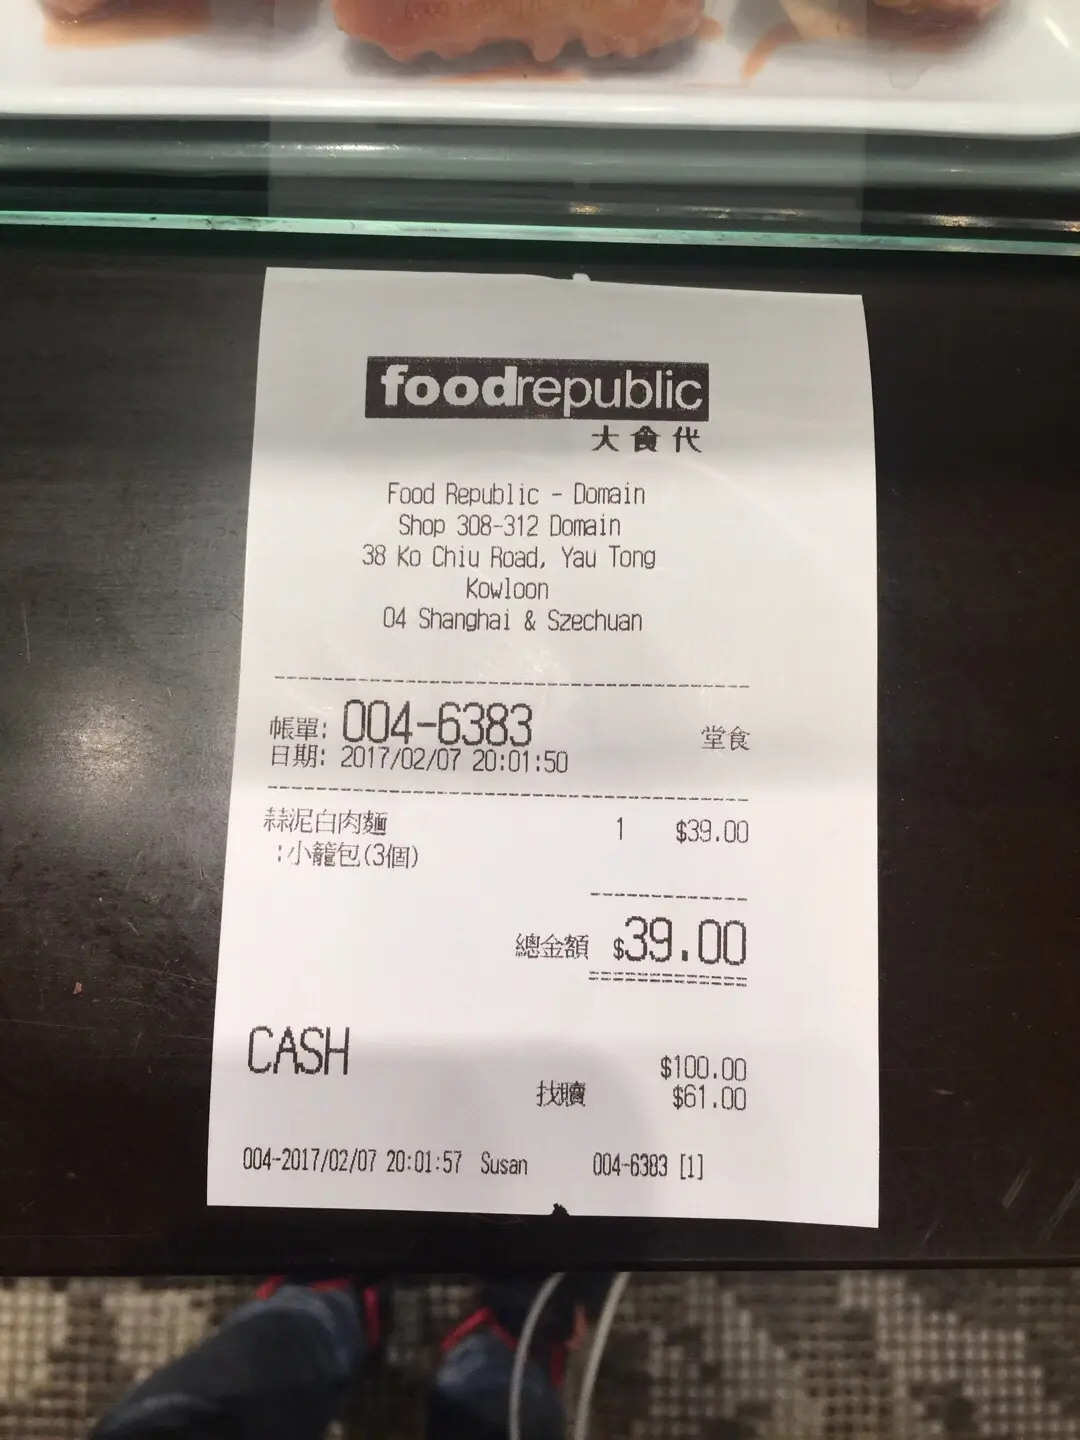 foodrepublic
大食代
Food Republic - Domain
Shop 308-312 Domain
38 Ko Chiu Road, Yau Tong
Kowloon
04 Shanghai & Szechuan
帳單: 004-6383 堂食
日期: 2017/02/07 20:01:50
蒜泥白肉麵 1 $39.00
:小籠包(3個)
總金額 $39.00
CASH $100.00
找贖 $61.00
004-2017/02/07 20:01:57 Susan 004-6383 [1]